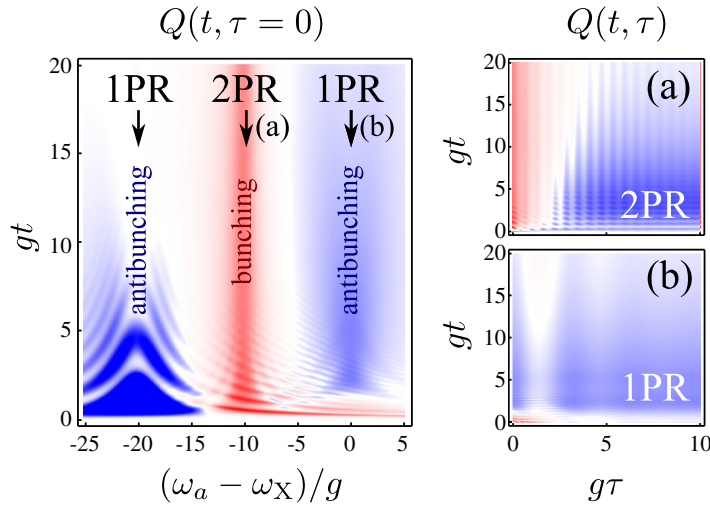 Q(t, τ = 0)
20
15
10
5
0
gt
1PR
2PR
1PR
(a)
(b)
antibunching
bunching
antibunching
-25 -20 -15 -10 -5 0 5
(ω_a − ω_X)/g
Q(t, τ)
(a)
20
15
10
5
0
gt
2PR
(b)
20
15
10
5
0
gt
1PR
0 5 10
gτ